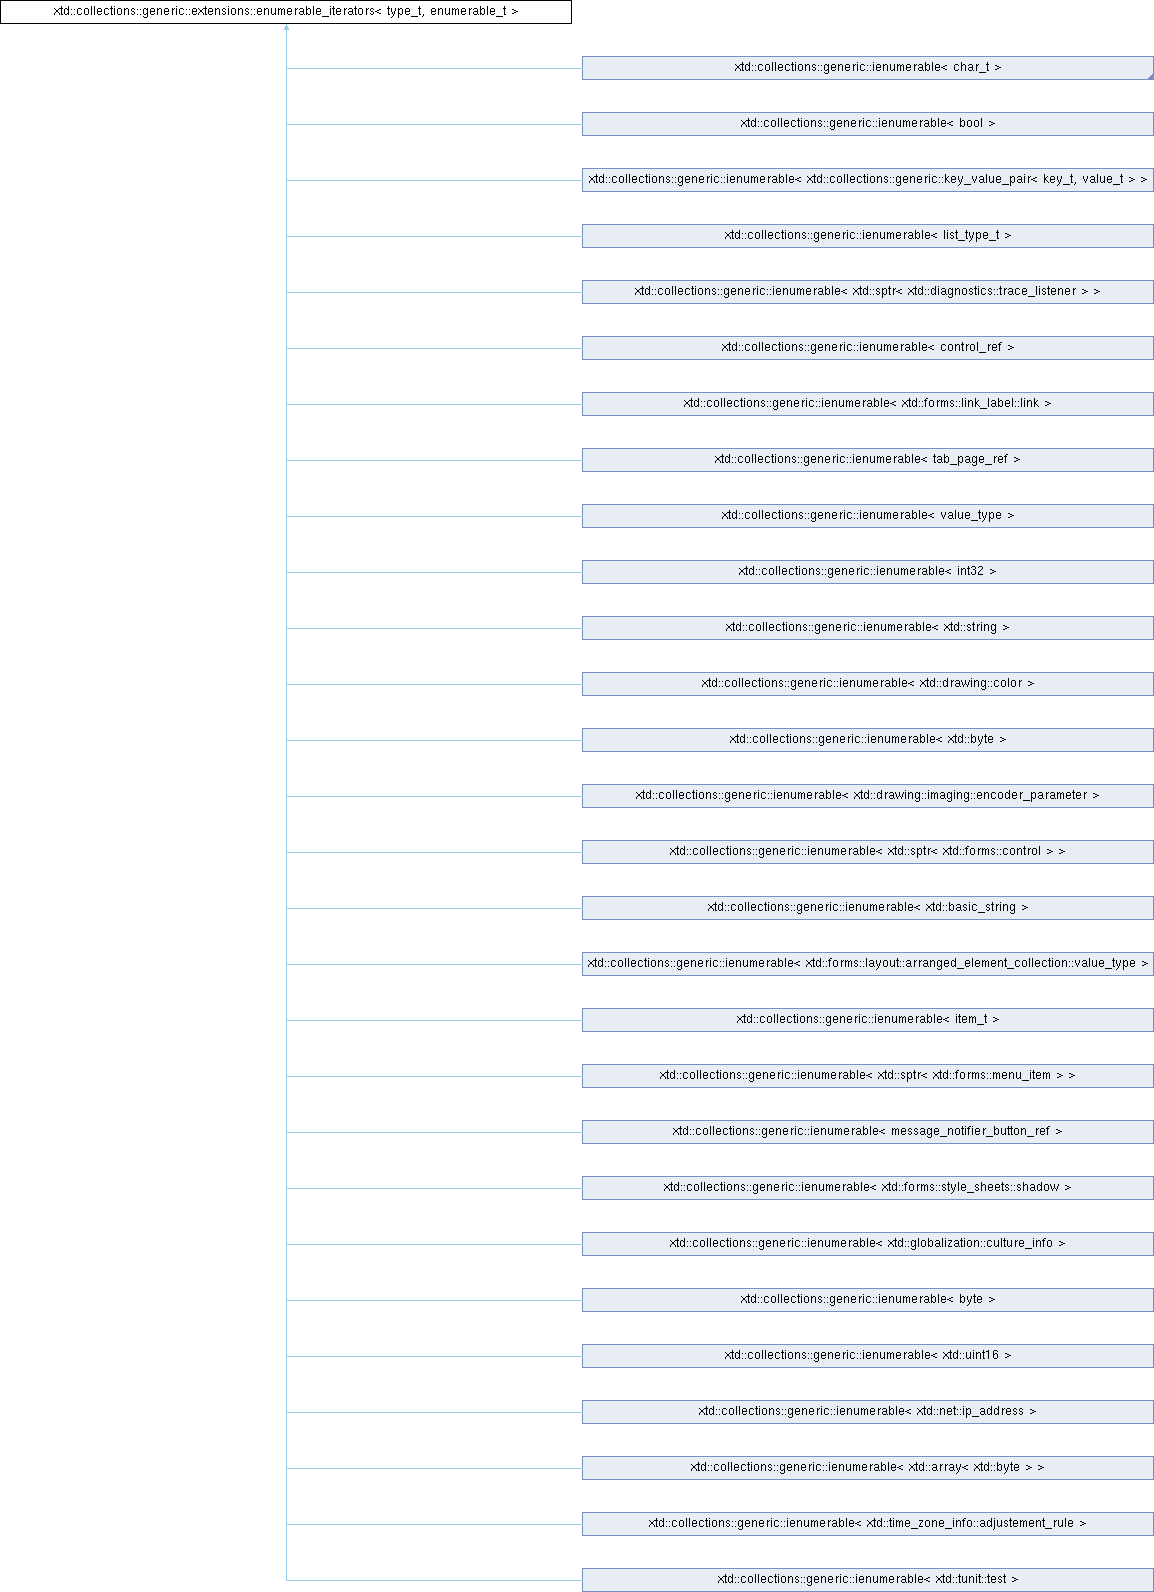 xtd::collections::generic::extensions::enumerable_iterators< type_t, enumerable_t >
xtd::collections::generic::ienumerable< char_t >
xtd::collections::generic::ienumerable< bool >
xtd::collections::generic::ienumerable< xtd::collections::generic::key_value_pair< key_t, value_t > >
xtd::collections::generic::ienumerable< list_type_t >
xtd::collections::generic::ienumerable< xtd::sptr< xtd::diagnostics::trace_listener > >
xtd::collections::generic::ienumerable< control_ref >
xtd::collections::generic::ienumerable< xtd::forms::link_label::link >
xtd::collections::generic::ienumerable< tab_page_ref >
xtd::collections::generic::ienumerable< value_type >
xtd::collections::generic::ienumerable< int32 >
xtd::collections::generic::ienumerable< xtd::string >
xtd::collections::generic::ienumerable< xtd::drawing::color >
xtd::collections::generic::ienumerable< xtd::byte >
xtd::collections::generic::ienumerable< xtd::drawing::imaging::encoder_parameter >
xtd::collections::generic::ienumerable< xtd::sptr< xtd::forms::control > >
xtd::collections::generic::ienumerable< xtd::basic_string >
xtd::collections::generic::ienumerable< xtd::forms::layout::arranged_element_collection::value_type >
xtd::collections::generic::ienumerable< item_t >
xtd::collections::generic::ienumerable< xtd::sptr< xtd::forms::menu_item > >
xtd::collections::generic::ienumerable< message_notifier_button_ref >
xtd::collections::generic::ienumerable< xtd::forms::style_sheets::shadow >
xtd::collections::generic::ienumerable< xtd::globalization::culture_info >
xtd::collections::generic::ienumerable< byte >
xtd::collections::generic::ienumerable< xtd::uint16 >
xtd::collections::generic::ienumerable< xtd::net::ip_address >
xtd::collections::generic::ienumerable< xtd::array< xtd::byte > >
xtd::collections::generic::ienumerable< xtd::time_zone_info::adjustement_rule >
xtd::collections::generic::ienumerable< xtd::tunit::test >